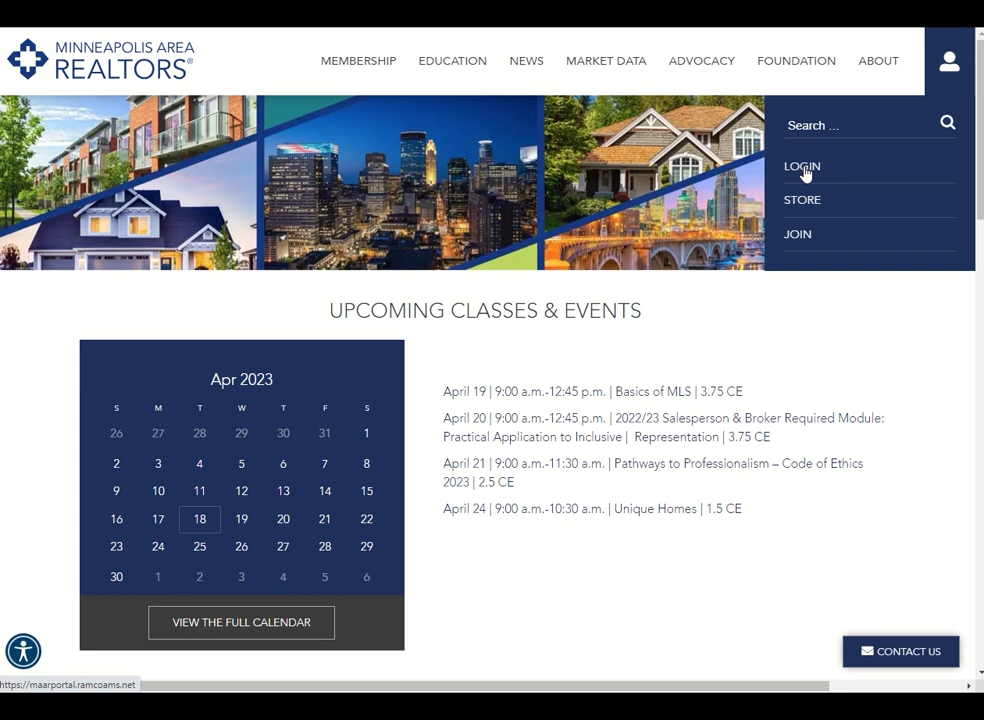 MINNEAPOLIS AREA
REALTORS®
MEMBERSHIP EDUCATION NEWS MARKET DATA ADVOCACY FOUNDATION ABOUT
Search ...
LOGIN
STORE
JOIN
UPCOMING CLASSES & EVENTS
Apr 2023
S M T W T F S
26 27 28 29 30 31 1
2 3 4 5 6 7 8
9 10 11 12 13 14 15
16 17 18 19 20 21 22
23 24 25 26 27 28 29
30 1 2 3 4 5 6
VIEW THE FULL CALENDAR
April 19 | 9:00 a.m.-12:45 p.m. | Basics of MLS | 3.75 CE
April 20 | 9:00 a.m.-12:45 p.m. | 2022/23 Salesperson & Broker Required Module:
Practical Application to Inclusive | Representation | 3.75 CE
April 21 | 9:00 a.m.-11:30 a.m. | Pathways to Professionalism – Code of Ethics
2023 | 2.5 CE
April 24 | 9:00 a.m.-10:30 a.m. | Unique Homes | 1.5 CE
CONTACT US
https://maarportal.ramcoams.net